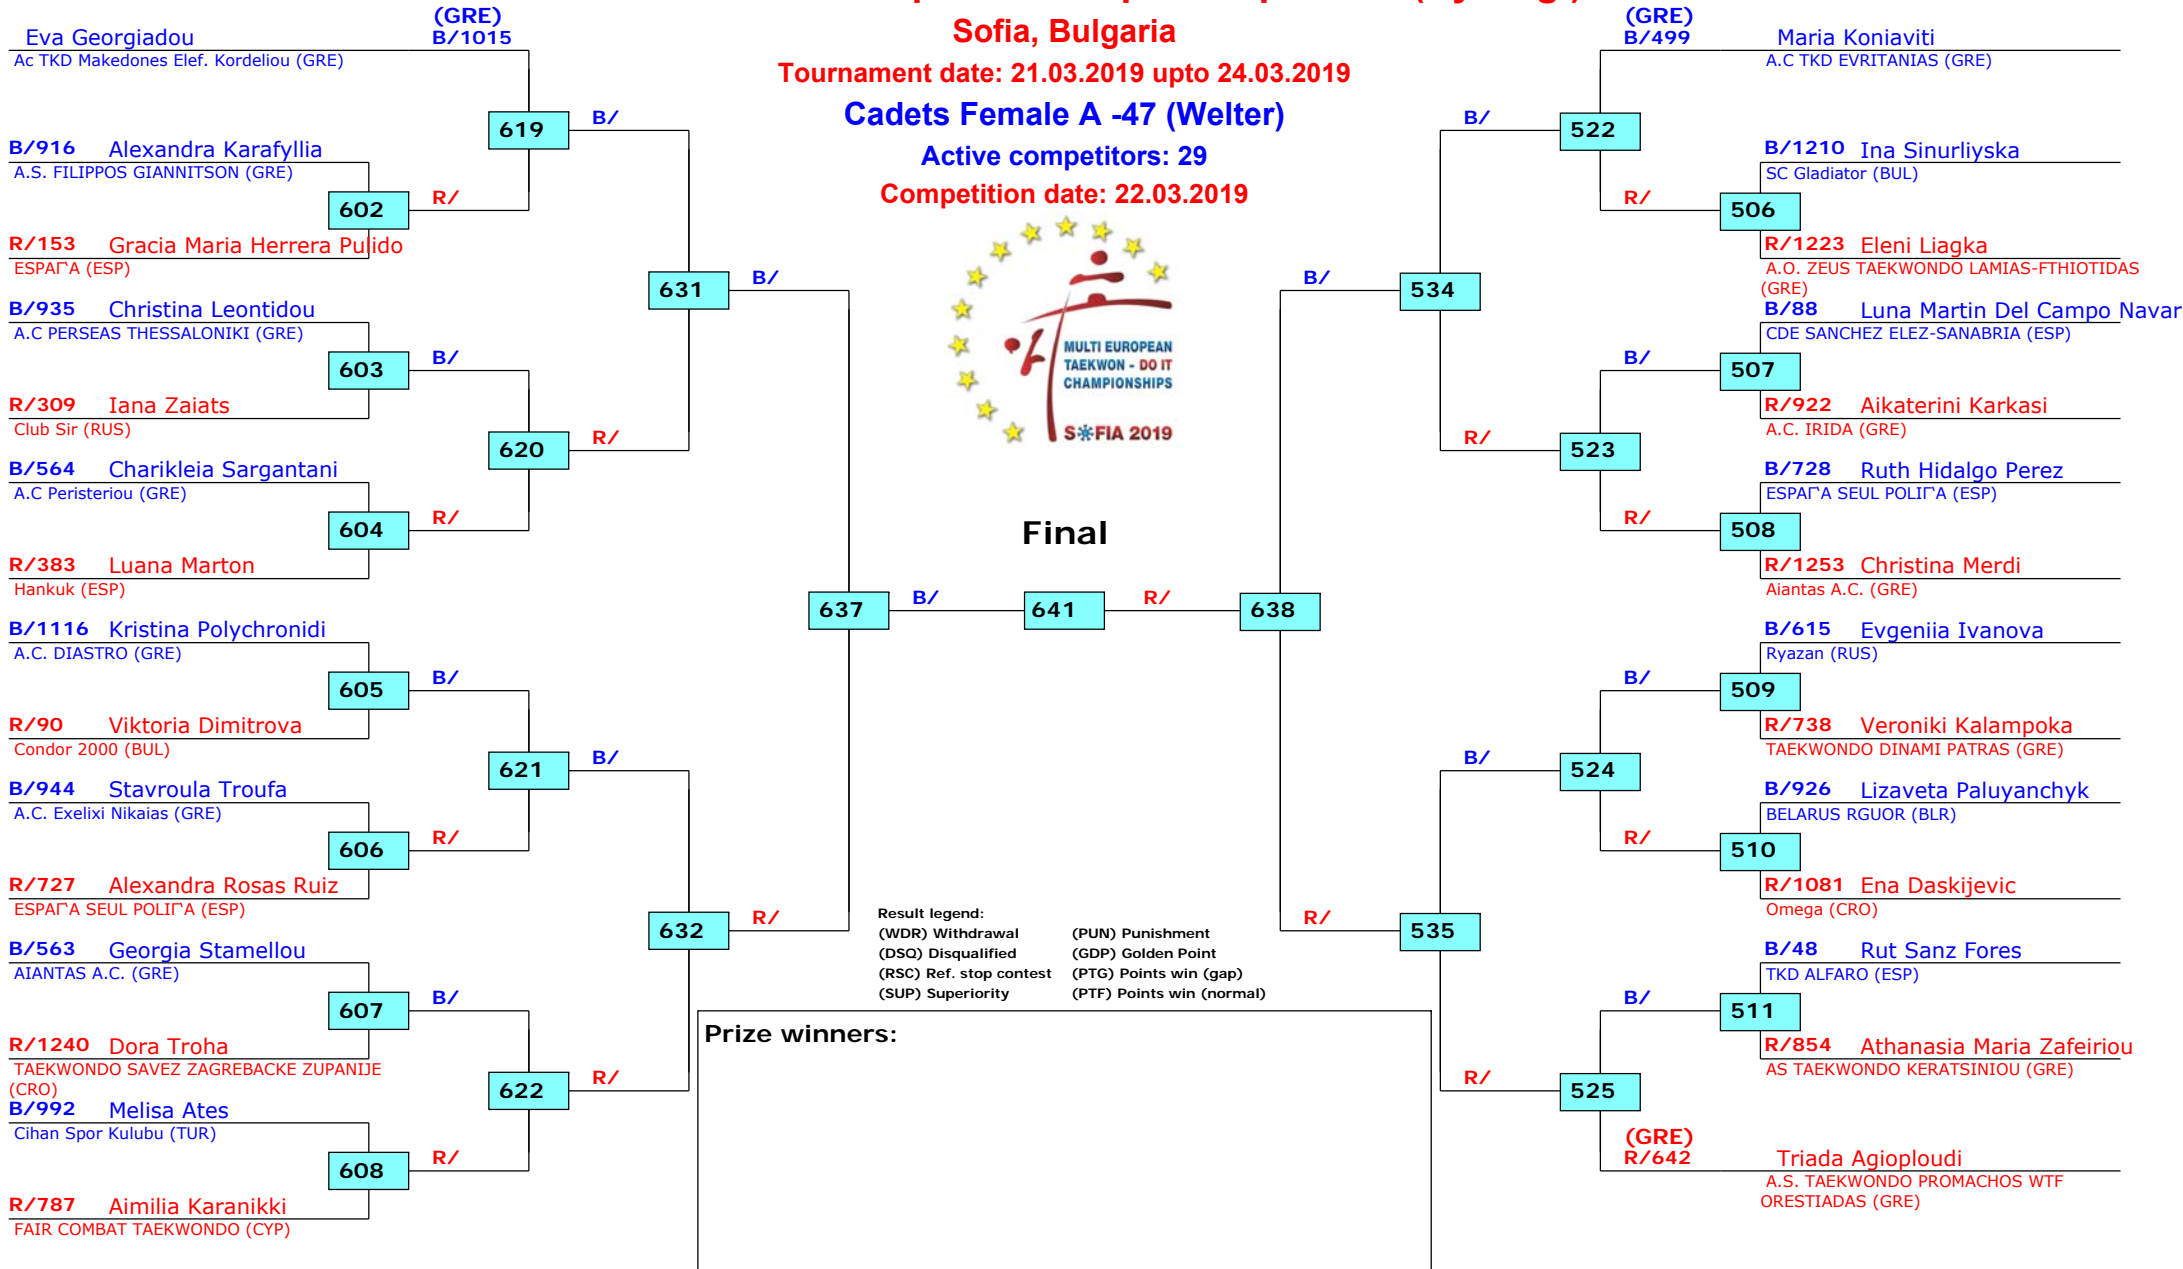 Sofia, Bulgaria
Tournament date: 21.03.2019 upto 24.03.2019
Cadets Female A -47 (Welter)
Active competitors: 29
Competition date: 22.03.2019
MULTI EUROPEAN
TAEKWON - DO IT
CHAMPIONSHIPS
S FIA 2019
(GRE)
Eva Georgiadou B/1015
Ac TKD Makedones Elef. Kordeliou (GRE)
619 B/
B/916 Alexandra Karafyllia
A.S. FILIPPOS GIANNITSON (GRE)
602 R/
R/153 Gracia Maria Herrera Pulido
ESPAГ'A (ESP)
631 B/
B/935 Christina Leontidou
A.C PERSEAS THESSALONIKI (GRE)
603 B/
R/309 Iana Zaiats
Club Sir (RUS)
620 R/
B/564 Charikleia Sargantani
A.C Peristeriou (GRE)
604 R/
R/383 Luana Marton
Hankuk (ESP)
637 B/
B/1116 Kristina Polychronidi
A.C. DIASTRO (GRE)
605 B/
R/90 Viktoria Dimitrova
Condor 2000 (BUL)
621 B/
B/944 Stavroula Troufa
A.C. Exelixi Nikaias (GRE)
606 R/
R/727 Alexandra Rosas Ruiz
ESPAГ'A SEUL POLIГ'A (ESP)
632 R/
B/563 Georgia Stamellou
AIANTAS A.C. (GRE)
607 B/
R/1240 Dora Troha
TAEKWONDO SAVEZ ZAGREBACKE ZUPANIJE
(CRO)
622 R/
B/992 Melisa Ates
Cihan Spor Kulubu (TUR)
608 R/
R/787 Aimilia Karanikki
FAIR COMBAT TAEKWONDO (CYP)
Final
641
(GRE)
B/499 Maria Koniaviti
A.C TKD EVRITANIAS (GRE)
B/ 522
B/1210 Ina Sinurliyska
SC Gladiator (BUL)
R/ 506
R/1223 Eleni Liagka
A.O. ZEUS TAEKWONDO LAMIAS-FTHIOTIDAS
(GRE)
B/ 534
B/88 Luna Martin Del Campo Navar
CDE SANCHEZ ELEZ-SANABRIA (ESP)
B/ 507
R/922 Aikaterini Karkasi
A.C. IRIDA (GRE)
R/ 523
B/728 Ruth Hidalgo Perez
ESPAГ'A SEUL POLIГ'A (ESP)
R/ 508
R/1253 Christina Merdi
Aiantas A.C. (GRE)
R/ 638
B/615 Evgeniia Ivanova
Ryazan (RUS)
B/ 509
R/738 Veroniki Kalampoka
TAEKWONDO DINAMI PATRAS (GRE)
B/ 524
B/926 Lizaveta Paluyanchyk
BELARUS RGUOR (BLR)
R/ 510
R/1081 Ena Daskijevic
Omega (CRO)
R/ 535
B/48 Rut Sanz Fores
TKD ALFARO (ESP)
B/ 511
R/854 Athanasia Maria Zafeiriou
AS TAEKWONDO KERATSINIOU (GRE)
R/ 525
(GRE)
R/642 Triada Agioploudi
A.S. TAEKWONDO PROMACHOS WTF
ORESTIADAS (GRE)
Result legend:
(WDR) Withdrawal (PUN) Punishment
(DSQ) Disqualified (GDP) Golden Point
(RSC) Ref. stop contest (PTG) Points win (gap)
(SUP) Superiority (PTF) Points win (normal)
Prize winners: